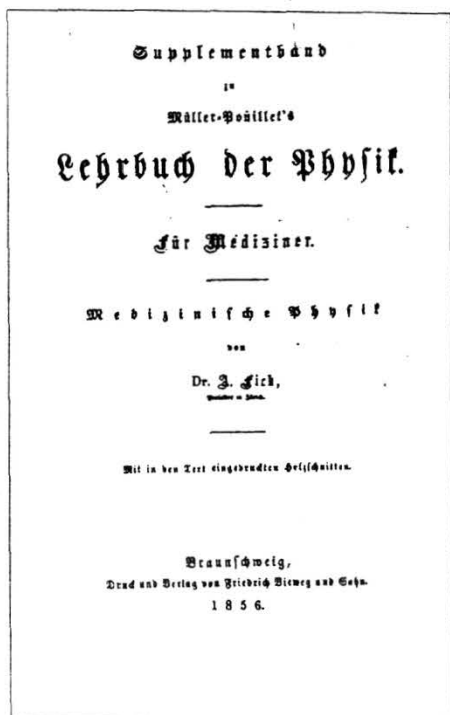 Supplementband
zu
Müller-Pouillet's
Lehrbuch der Physik.
Für Mediziner.
Medizinische Physik
von
Dr. A. Fick,
Mit in den Text eingedruckten Holzschnitten.
Braunschweig,
Druck und Verlag von Friedrich Vieweg und Sohn.
1856.